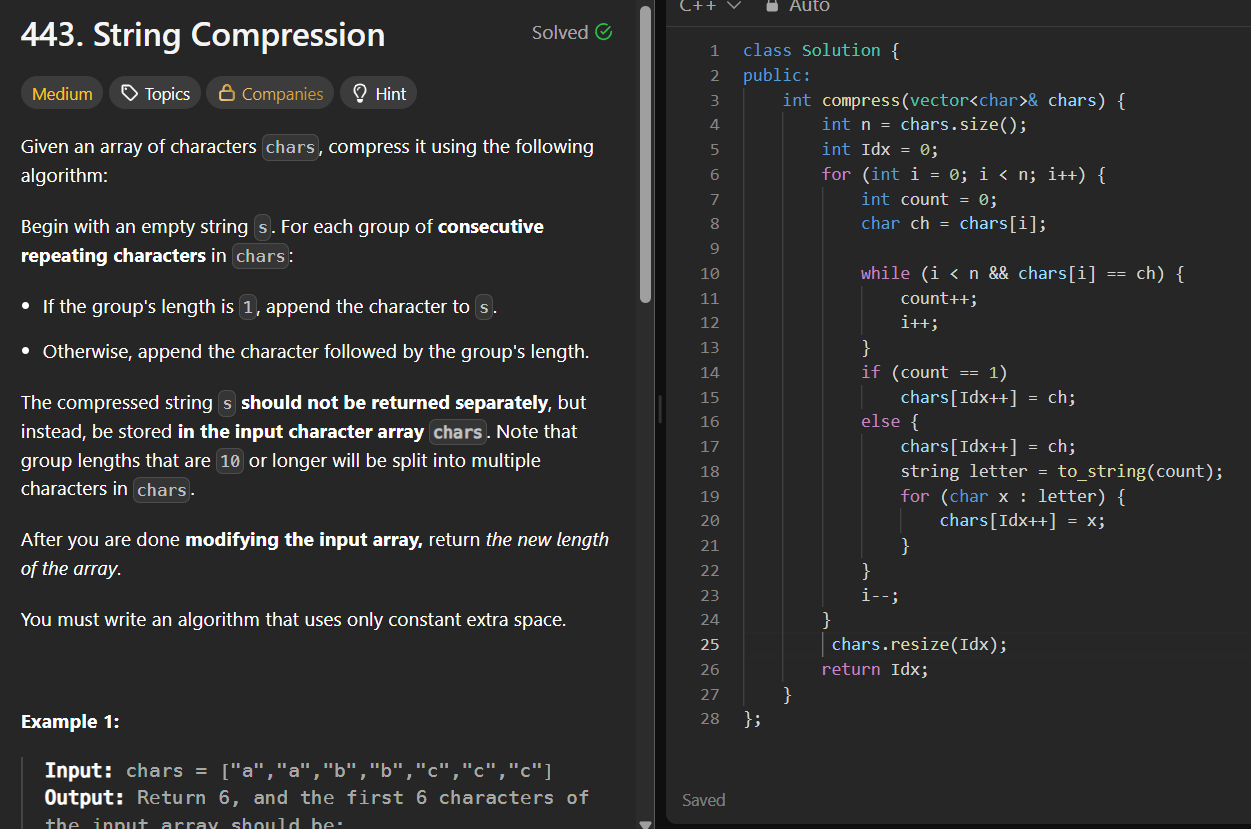 443. String Compression
Solved
Medium
Topics
Companies
Hint
Given an array of characters chars, compress it using the following
algorithm:
Begin with an empty string s. For each group of consecutive
repeating characters in chars:
• If the group's length is 1, append the character to s.
• Otherwise, append the character followed by the group's length.
The compressed string s should not be returned separately, but
instead, be stored in the input character array chars. Note that
group lengths that are 10 or longer will be split into multiple
characters in chars.
After you are done modifying the input array, return the new length
of the array.
You must write an algorithm that uses only constant extra space.
Example 1:
Input: chars = ["a","a","b","b","c","c","c"]
Output: Return 6, and the first 6 characters of
the input array should be:
C++ Auto
1 class Solution {
2 public:
3     int compress(vector<char>& chars) {
4         int n = chars.size();
5         int Idx = 0;
6         for (int i = 0; i < n; i++) {
7             int count = 0;
8             char ch = chars[i];
9
10             while (i < n && chars[i] == ch) {
11                 count++;
12                 i++;
13             }
14             if (count == 1)
15                 chars[Idx++] = ch;
16             else {
17                 chars[Idx++] = ch;
18                 string letter = to_string(count);
19                 for (char x : letter) {
20                     chars[Idx++] = x;
21                 }
22             }
23             i--;
24         }
25          chars.resize(Idx);
26         return Idx;
27     }
28 };
Saved